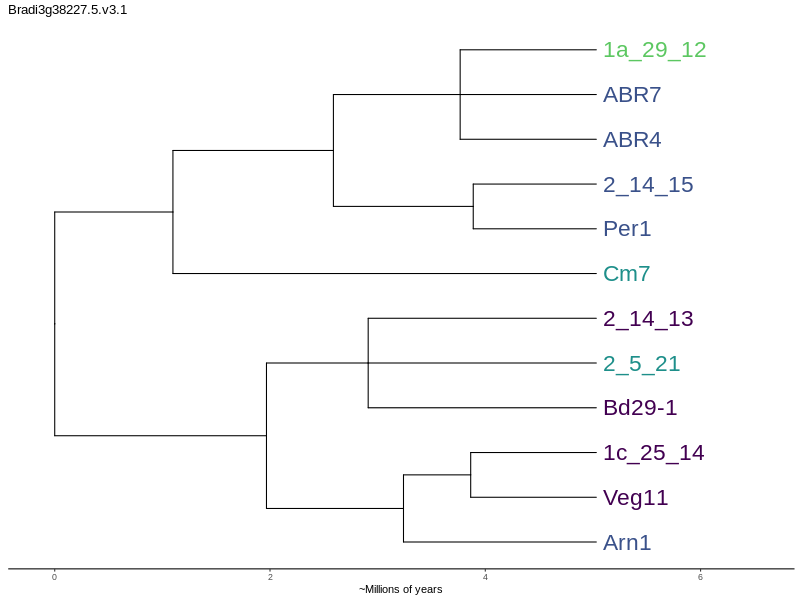 Bradi3g38227.5.v3.1
1a_29_12
ABR7
ABR4
2_14_15
Per1
Cm7
2_14_13
2_5_21
Bd29-1
1c_25_14
Veg11
Arn1
0 2 4 6
~Millions of years